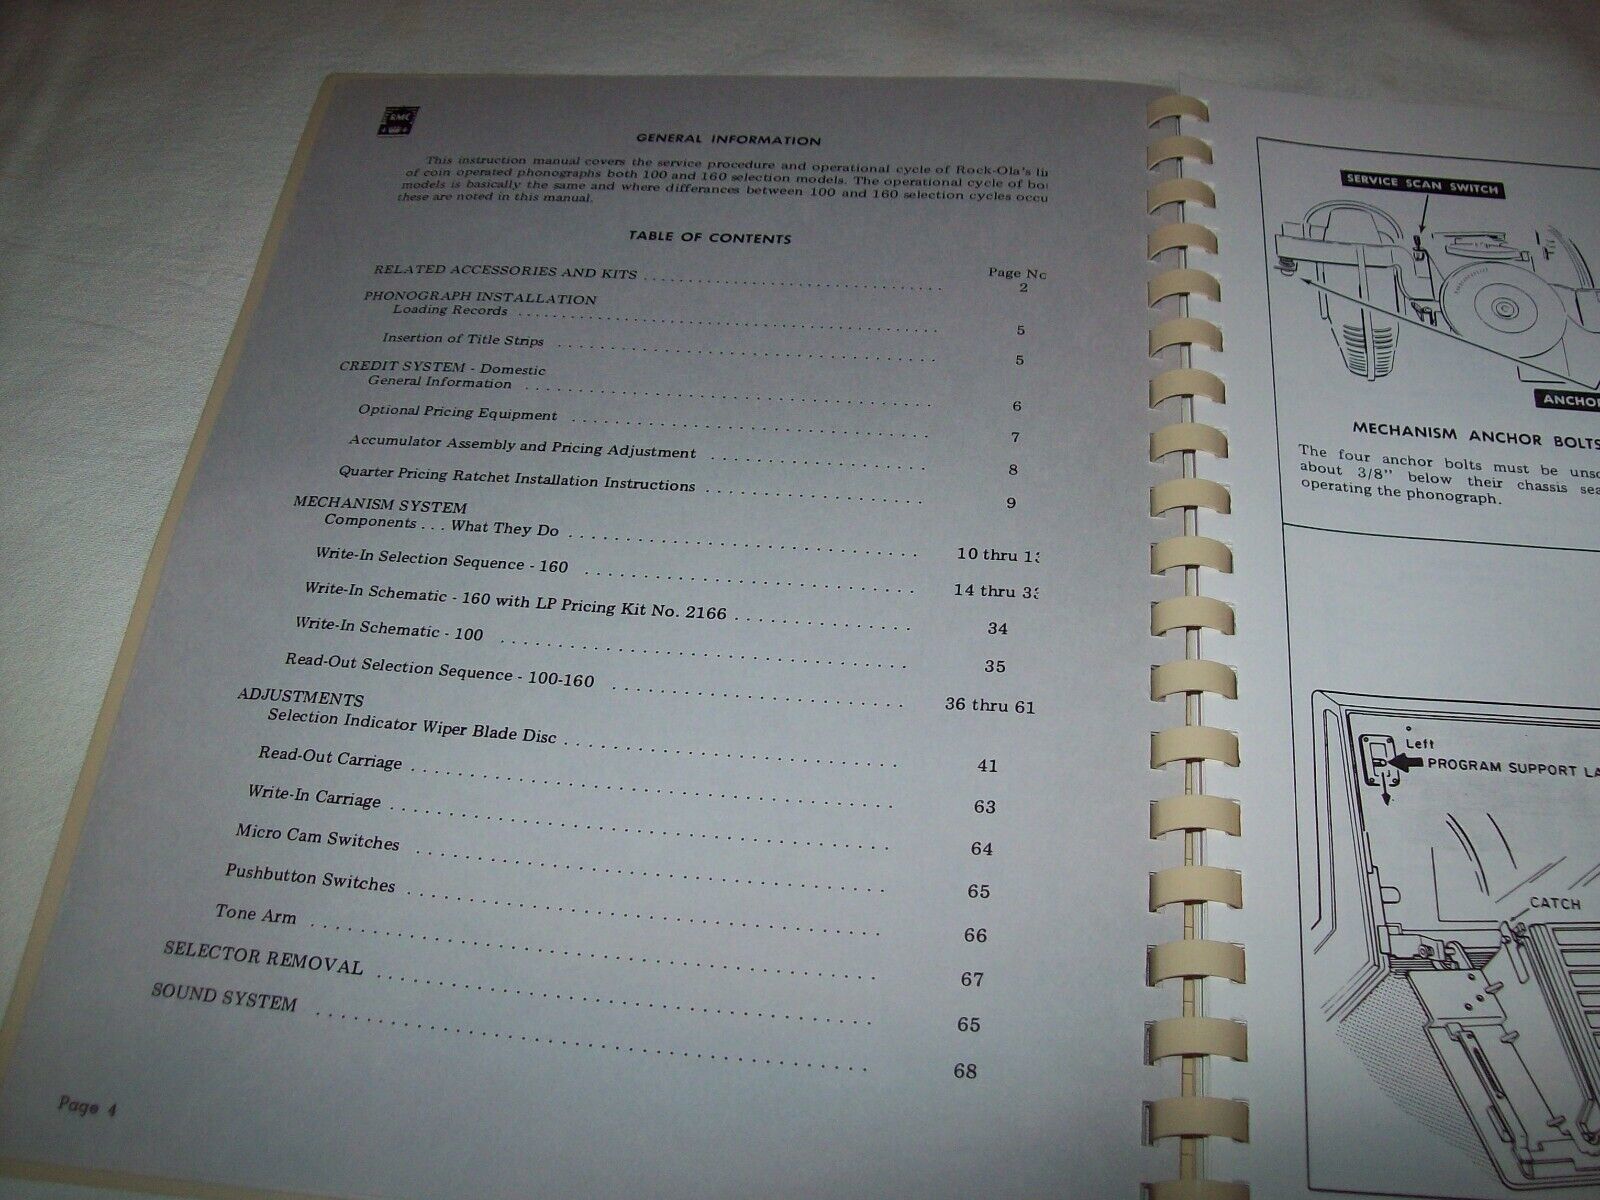 RMC
GENERAL INFORMATION
This instruction manual covers the service procedure and operational cycle of Rock-Ola's
of coin operated phonographs both 100 and 160 selection models. The operational cycle of
models is basically the same and where differances between 100 and 160 selection cycles occu
these are noted in this manual.
TABLE OF CONTENTS
Page No
RELATED ACCESSORIES AND KITS . . . . . . . . . . . . . . . . . . . . 2
PHONOGRAPH INSTALLATION
Loading Records . . . . . . . . . . . . . . . . . . . . 5
Insertion of Title Strips . . . . . . . . . . . . . . . . . . . . 5
CREDIT SYSTEM - Domestic
General Information . . . . . . . . . . . . . . . . . . . . 6
Optional Pricing Equipment . . . . . . . . . . . . . . . . . . . . 7
Accumulator Assembly and Pricing Adjustment . . . . . . . . . . . . . . . . 8
Quarter Pricing Ratchet Installation Instructions . . . . . . . . . . . . . . . . 9
MECHANISM SYSTEM
Components . . . What They Do . . . . . . . . . . . . . . . . . . . . 10 thru
Write-In Selection Sequence - 160 . . . . . . . . . . . . . . . . . . . . 14 thru
Write-In Schematic - 160 with LP Pricing Kit No. 2166 . . . . . . . . . . . . . . 34
Write-In Schematic - 100 . . . . . . . . . . . . . . . . . . . . 35
Read-Out Selection Sequence - 100-160 . . . . . . . . . . . . . . . . . . . . 36 thru 61
ADJUSTMENTS
Selection Indicator Wiper Blade Disc . . . . . . . . . . . . . . . . . . . . 41
Read-Out Carriage . . . . . . . . . . . . . . . . . . . . 63
Write-In Carriage . . . . . . . . . . . . . . . . . . . . 64
Micro Cam Switches . . . . . . . . . . . . . . . . . . . . 65
Pushbutton Switches . . . . . . . . . . . . . . . . . . . . 66
Tone Arm . . . . . . . . . . . . . . . . . . . . 67
SELECTOR REMOVAL . . . . . . . . . . . . . . . . . . . . 65
SOUND SYSTEM . . . . . . . . . . . . . . . . . . . . 68
Page 4
SERVICE SCAN SWITCH
ANCHO
MECHANISM ANCHOR BOLTS
The four anchor bolts must be unsc
about 3/8" below their chassis sea
operating the phonograph.
Left
PROGRAM SUPPORT LA
CATCH